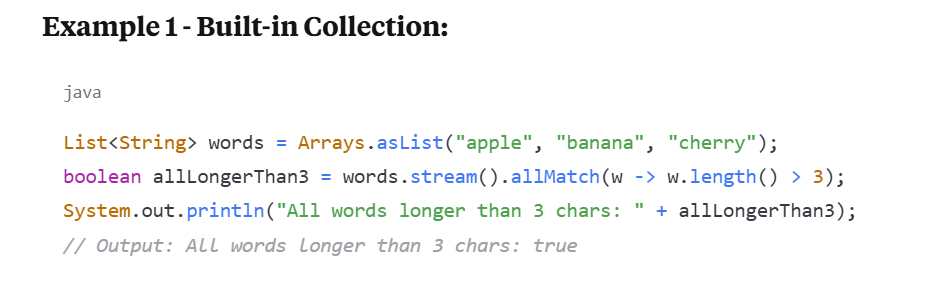 Example 1 - Built-in Collection:
java
List<String> words = Arrays.asList("apple", "banana", "cherry");
boolean allLongerThan3 = words.stream().allMatch(w -> w.length() > 3);
System.out.println("All words longer than 3 chars: " + allLongerThan3);
// Output: All words longer than 3 chars: true